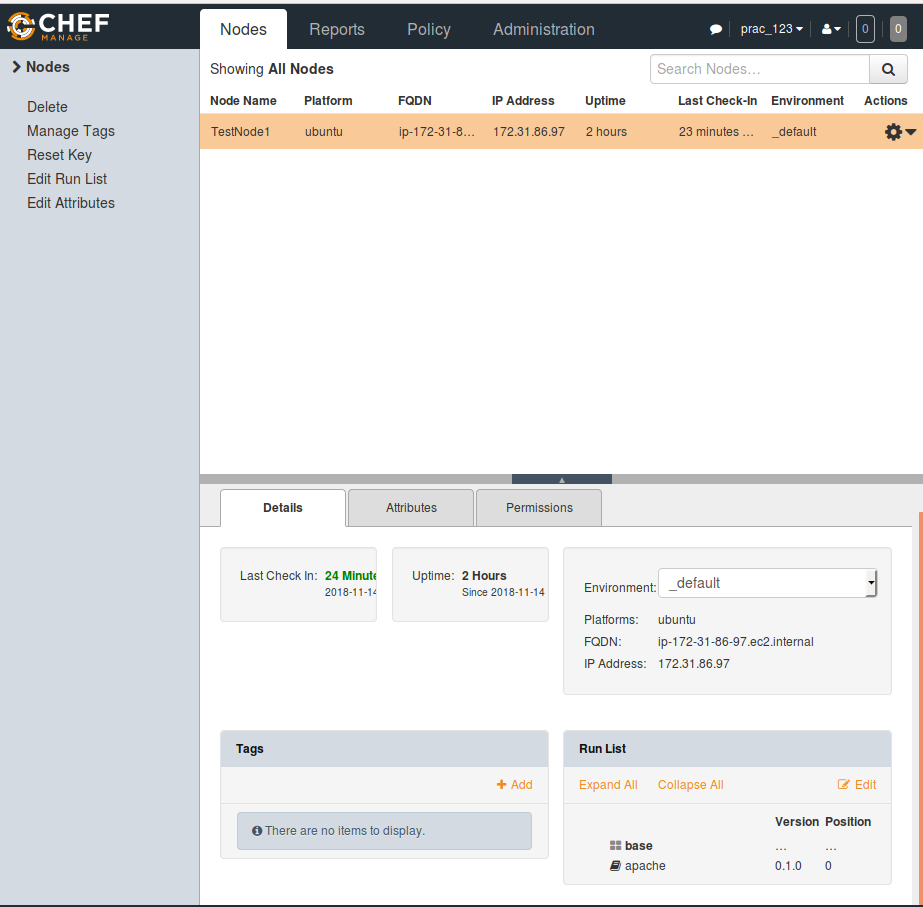 CHEF
MANAGE
Nodes Reports Policy Administration prac_123 0 0
Nodes
Delete
Manage Tags
Reset Key
Edit Run List
Edit Attributes
Showing All Nodes Search Nodes...
Node Name Platform FQDN IP Address Uptime Last Check-In Environment Actions
TestNode1 ubuntu ip-172-31-8... 172.31.86.97 2 hours 23 minutes ... _default
Details Attributes Permissions
Last Check In: 24 Minute
2018-11-14
Uptime: 2 Hours
Since 2018-11-14
Environment: _default
Platforms: ubuntu
FQDN: ip-172-31-86-97.ec2.internal
IP Address: 172.31.86.97
Tags
+ Add
There are no items to display.
Run List
Expand All Collapse All Edit
Version Position
base ... ...
apache 0.1.0 0